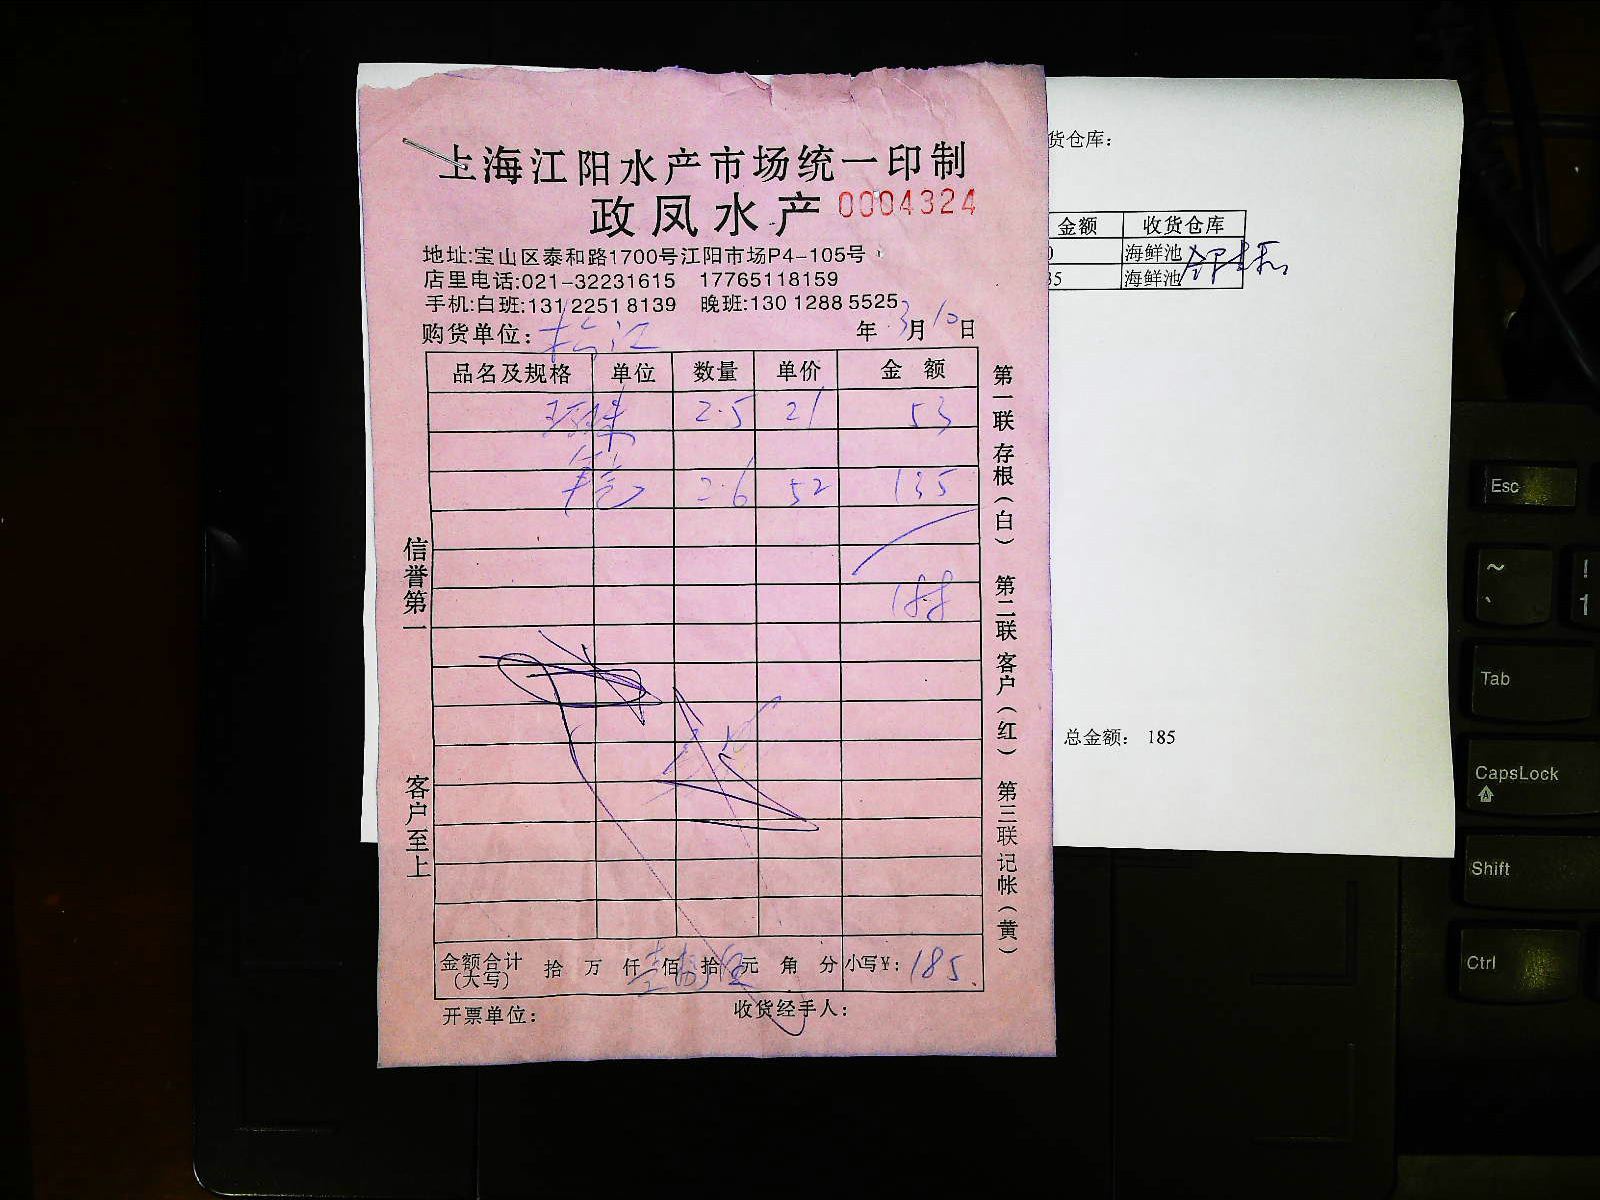 上海江阳水产市场统一印制
政凤水产 0004324
地址:宝山区泰和路1700号江阳市场P4-105号
店里电话:021-32231615 17765118159
手机:白班:131 2251 8139 晚班:130 1288 5525
购货单位: 松江 年 3月10日
品名及规格 单位 数量 单价 金 额
2.5 21 53
2.6 52 135
188
金额合计(大写) 拾 万 仟 佰 拾 元 角 分 小写¥: 185.
开票单位: 收货经手人:
信誉第一 客户至上
第一联存根(白) 第二联客户(红) 第三联记帐(黄)
货仓库:
金额 收货仓库
0 海鲜池
35 海鲜池
总金额: 185
Esc
~ !
` 1
Tab
CapsLock
A
Shift
Ctrl